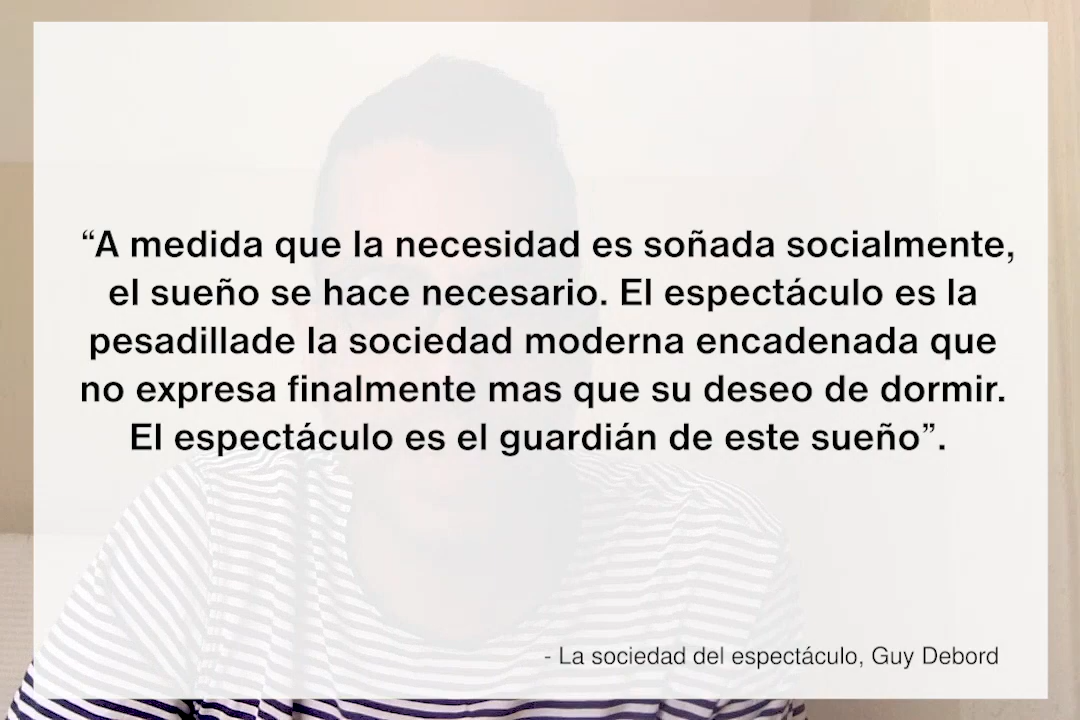 “A medida que la necesidad es soñada socialmente,
el sueño se hace necesario. El espectáculo es la
pesadillade la sociedad moderna encadenada que
no expresa finalmente mas que su deseo de dormir.
El espectáculo es el guardián de este sueño”.
- La sociedad del espectáculo, Guy Debord